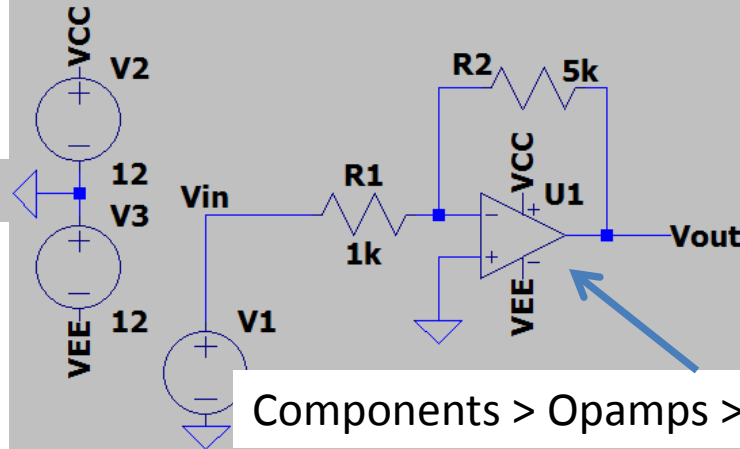 VCC
V2
+
−
12
V3
+
−
12
VEE
Vin
R1
1k
V1
+
−
R2
5k
VCC
U1
+
−
+
−
VEE
Vout
Components > Opamps >